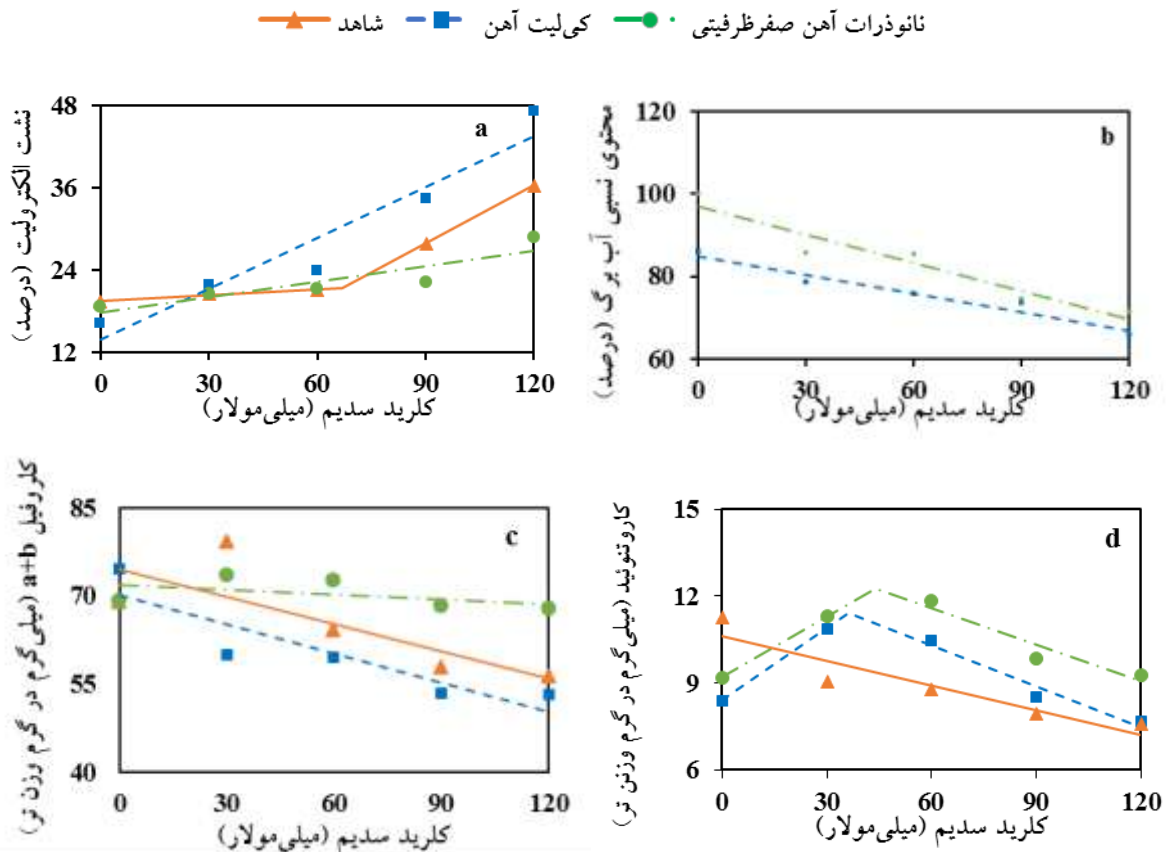 شاهد کی‌لیت آهن نانوذرات آهن صفرظرفیتی
نشت الکترولیت (درصد)
a
48
36
24
12
0 30 60 90 120
کلرید سدیم (میلی‌مولار)
محتوی نسبی آب برگ (درصد)
b
120
100
80
60
0 30 60 90 120
کلرید سدیم (میلی‌مولار)
کلروفیل a+b (میلی‌گرم در گرم وزن تر)
c
85
70
55
40
0 30 60 90 120
کلرید سدیم (میلی‌مولار)
کاروتنوئید (میلی‌گرم در گرم وزنن تر)
d
15
12
9
6
0 30 60 90 120
کلرید سدیم (میلی‌مولار)